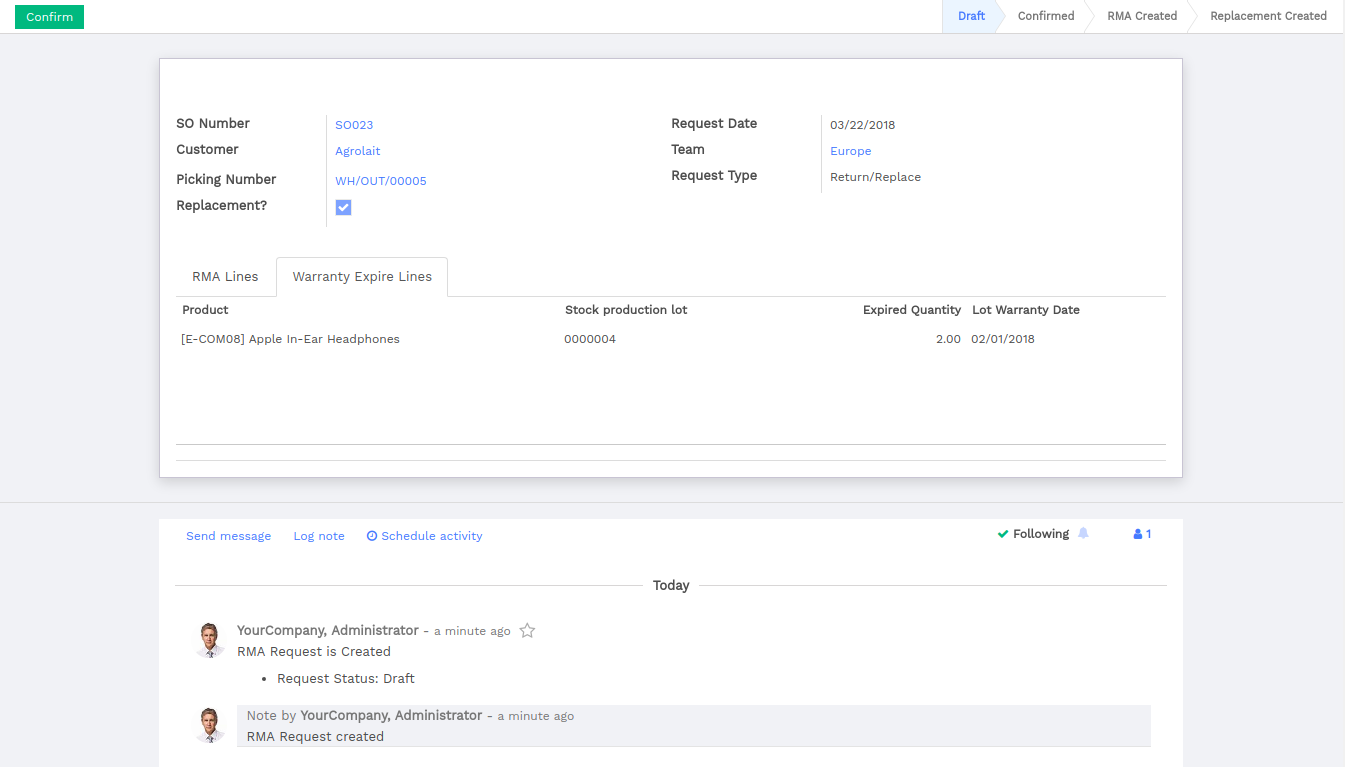 Confirm
Draft Confirmed RMA Created Replacement Created
SO Number SO023 Request Date 03/22/2018
Customer Agrolait Team Europe
Picking Number WH/OUT/00005 Request Type Return/Replace
Replacement?
RMA Lines Warranty Expire Lines
Product Stock production lot Expired Quantity Lot Warranty Date
[E-COM08] Apple In-Ear Headphones 0000004 2.00 02/01/2018
Send message Log note Schedule activity Following 1
Today
YourCompany, Administrator - a minute ago
RMA Request is Created
• Request Status: Draft
Note by YourCompany, Administrator - a minute ago
RMA Request created